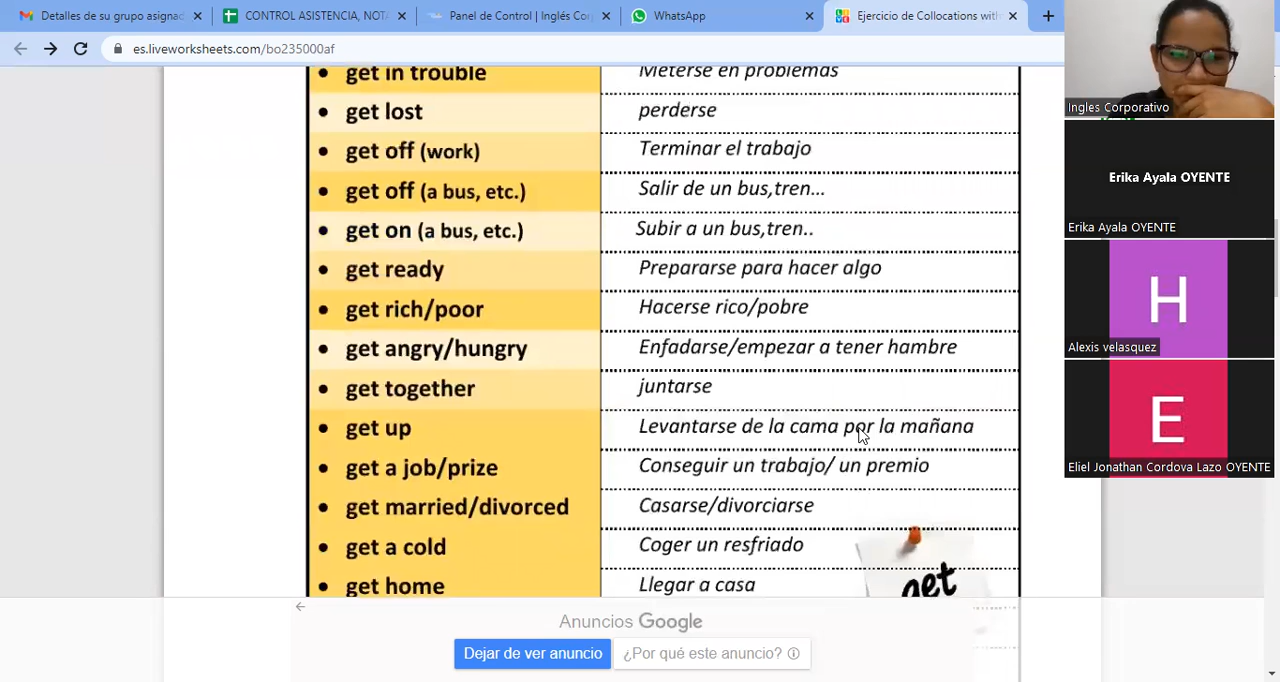 Detalles de su grupo asignad
CONTROL ASISTENCIA, NOTA
Panel de Control | Inglés Corp
WhatsApp
Ejercicio de Collocations with
es.liveworksheets.com/bo235000af
• get in trouble Meterse en problemas
• get lost perderse
• get off (work) Terminar el trabajo
• get off (a bus, etc.) Salir de un bus,tren...
• get on (a bus, etc.) Subir a un bus,tren..
• get ready Prepararse para hacer algo
• get rich/poor Hacerse rico/pobre
• get angry/hungry Enfadarse/empezar a tener hambre
• get together juntarse
• get up Levantarse de la cama por la mañana
• get a job/prize Conseguir un trabajo/ un premio
• get married/divorced Casarse/divorciarse
• get a cold Coger un resfriado
• get home Llegar a casa
get
Anuncios Google
Dejar de ver anuncio
¿Por qué este anuncio?
Ingles Corporativo
Erika Ayala OYENTE
Erika Ayala OYENTE
H
Alexis velasquez
E
Eliel Jonathan Cordova Lazo OYENTE